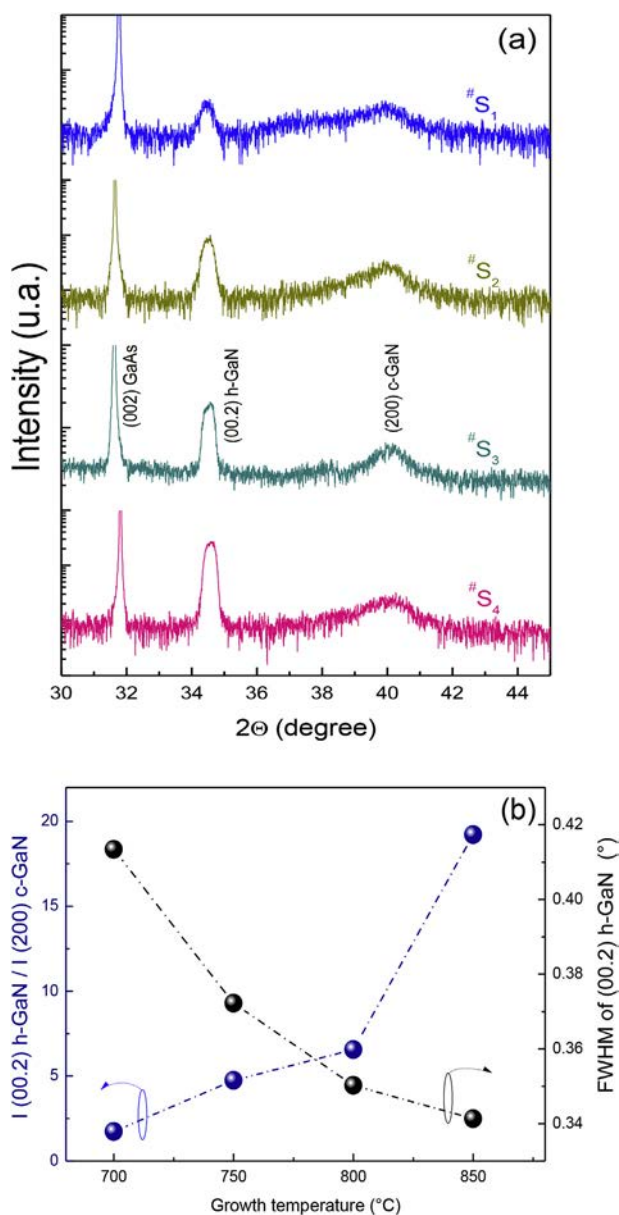 (a)
#S1
#S2
(002) GaAs
(00.2) h-GaN
(200) c-GaN
#S3
#S4
Intensity (u.a.)
30 32 34 36 38 40 42 44
2Θ (degree)
(b)
20
15
10
5
0
I (00.2) h-GaN / I (200) c-GaN
0.42
0.40
0.38
0.36
0.34
FWHM of (00.2) h-GaN (°)
700 750 800 850
Growth temperature (°C)